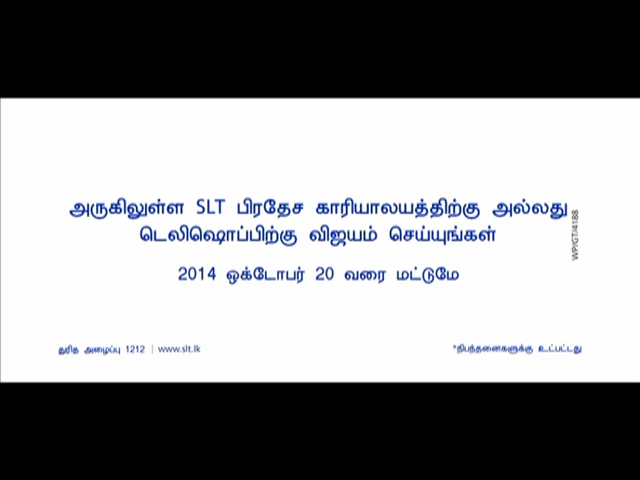 அருகிலுள்ள SLT பிரதேச காரியாலயத்திற்கு அல்லது
டெலிஷொப்பிற்கு விஜயம் செய்யுங்கள்
WP/GT/4188
2014 ஒக்டோபர் 20 வரை மட்டுமே
துரித அழைப்பு 1212 | www.slt.lk
*நிபந்தனைகளுக்கு உட்பட்டது